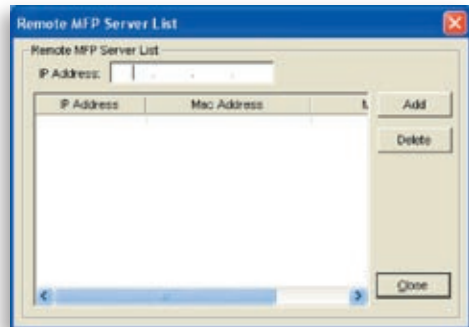 Remote MFP Server List
Remote MFP Server List
IP Address:
IP Address Mac Address M
Add
Delete
Close